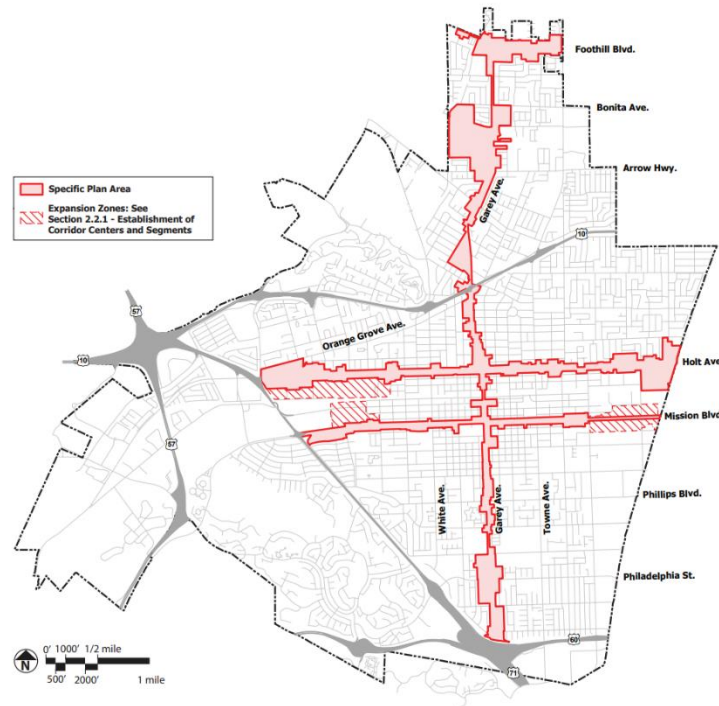 Foothill Blvd.
Bonita Ave.
Arrow Hwy.
Specific Plan Area
Expansion Zones: See
Section 2.2.1 - Establishment of
Corridor Centers and Segments
Garey Ave.
10
57
Orange Grove Ave.
10
Holt Ave
Mission Blvd
67
White Ave.
Garey Ave.
Towne Ave.
Phillips Blvd.
Philadelphia St.
60
71
N
0' 1000' 1/2 mile
500' 2000' 1 mile